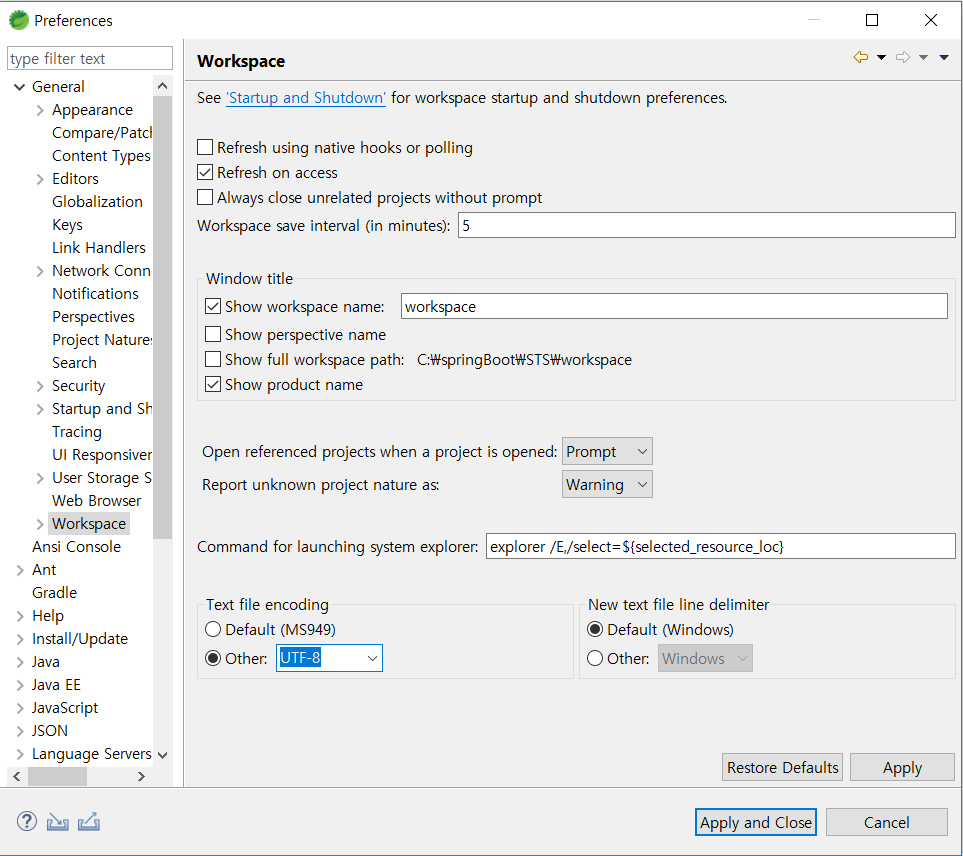 Preferences
type filter text
General
Appearance
Compare/Patch
Content Types
Editors
Globalization
Keys
Link Handlers
Network Conn
Notifications
Perspectives
Project Natures
Search
Security
Startup and Sh
Tracing
UI Responsiven
User Storage S
Web Browser
Workspace
Ansi Console
Ant
Gradle
Help
Install/Update
Java
Java EE
JavaScript
JSON
Language Servers
Workspace
See 'Startup and Shutdown' for workspace startup and shutdown preferences.
Refresh using native hooks or polling
Refresh on access
Always close unrelated projects without prompt
Workspace save interval (in minutes): 5
Window title
Show workspace name: workspace
Show perspective name
Show full workspace path: C:₩springBoot₩STS₩workspace
Show product name
Open referenced projects when a project is opened: Prompt
Report unknown project nature as: Warning
Command for launching system explorer: explorer /E,/select=${selected_resource_loc}
Text file encoding
Default (MS949)
Other: UTF-8
New text file line delimiter
Default (Windows)
Other: Windows
Restore Defaults Apply
Apply and Close Cancel